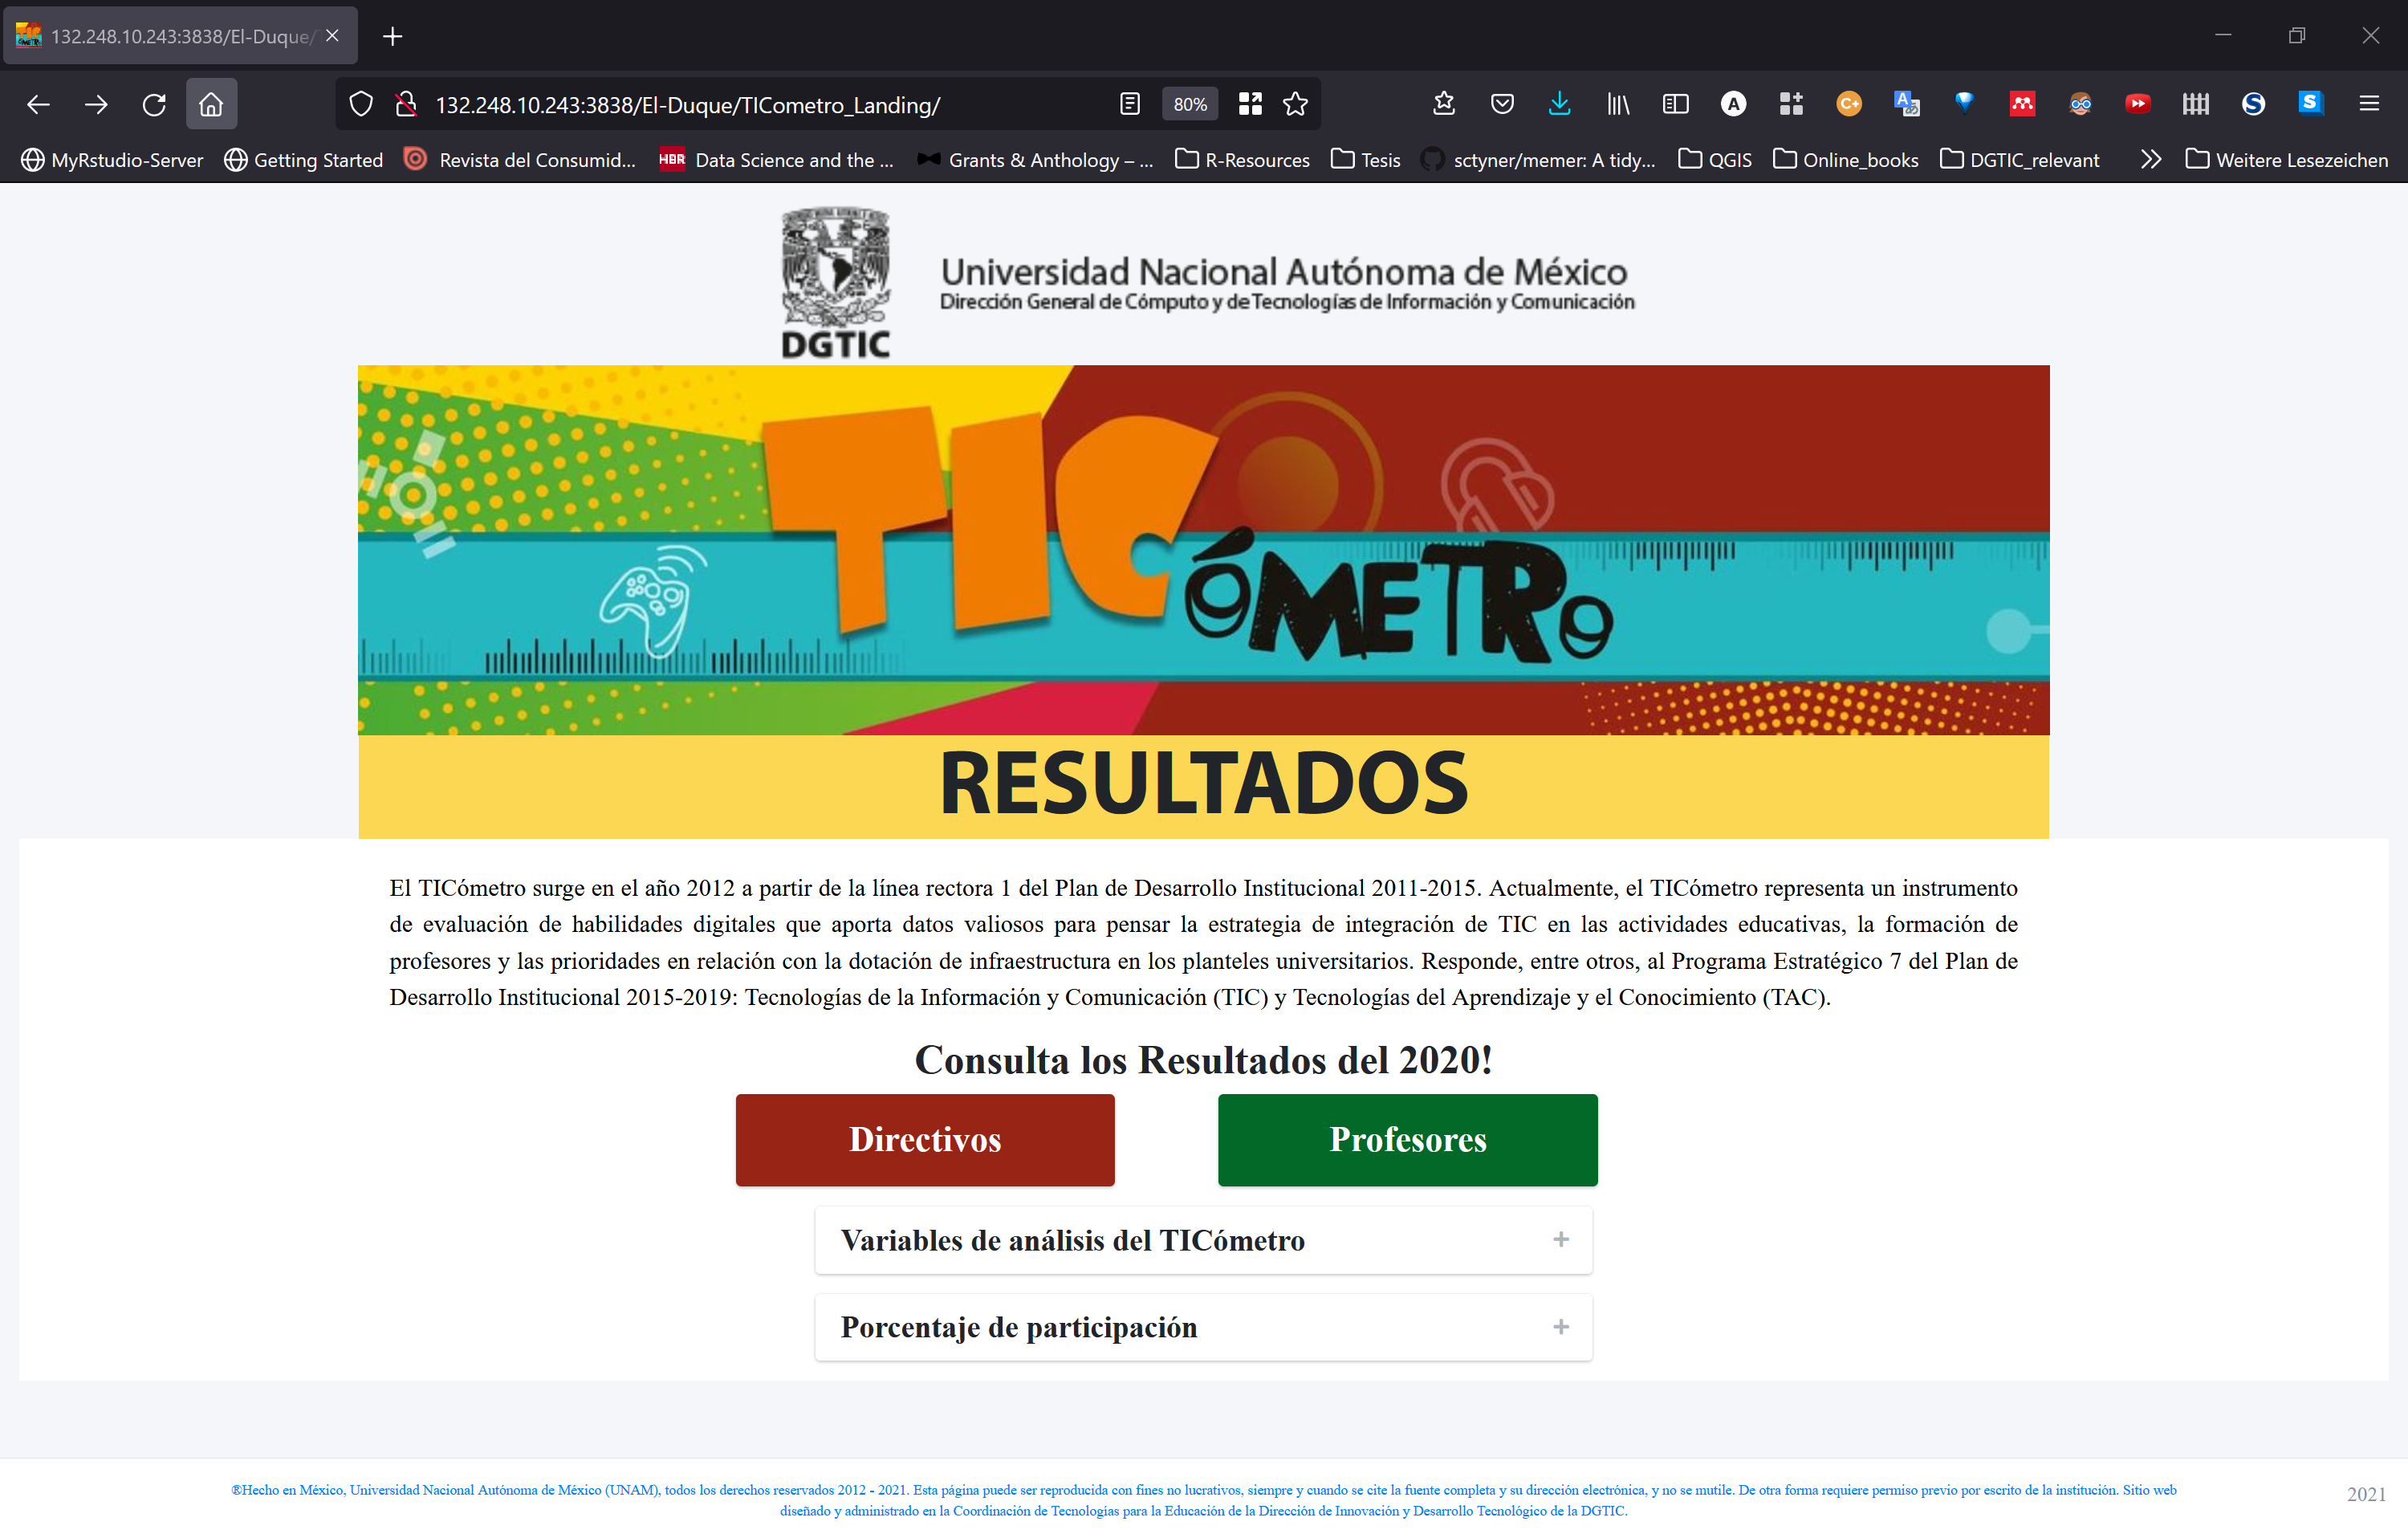 132.248.10.243:3838/El-Duque/
132.248.10.243:3838/El-Duque/TICometro_Landing/
80%
MyRstudio-Server
Getting Started
Revista del Consumid...
HBR
Data Science and the ...
Grants & Anthology – ...
R-Resources
Tesis
sctyner/memer: A tidy...
QGIS
Online_books
DGTIC_relevant
Weitere Lesezeichen
Universidad Nacional Autónoma de México
Dirección General de Cómputo y de Tecnologías de Información y Comunicación
DGTIC
TICÓMETRO
RESULTADOS
El TICómetro surge en el año 2012 a partir de la línea rectora 1 del Plan de Desarrollo Institucional 2011-2015. Actualmente, el TICómetro representa un instrumento
de evaluación de habilidades digitales que aporta datos valiosos para pensar la estrategia de integración de TIC en las actividades educativas, la formación de
profesores y las prioridades en relación con la dotación de infraestructura en los planteles universitarios. Responde, entre otros, al Programa Estratégico 7 del Plan de
Desarrollo Institucional 2015-2019: Tecnologías de la Información y Comunicación (TIC) y Tecnologías del Aprendizaje y el Conocimiento (TAC).
Consulta los Resultados del 2020!
Directivos
Profesores
Variables de análisis del TICómetro
Porcentaje de participación
®Hecho en México, Universidad Nacional Autónoma de México (UNAM), todos los derechos reservados 2012 - 2021. Esta página puede ser reproducida con fines no lucrativos, siempre y cuando se cite la fuente completa y su dirección electrónica, y no se mutile. De otra forma requiere permiso previo por escrito de la institución. Sitio web
diseñado y administrado en la Coordinación de Tecnologías para la Educación de la Dirección de Innovación y Desarrollo Tecnológico de la DGTIC.
2021